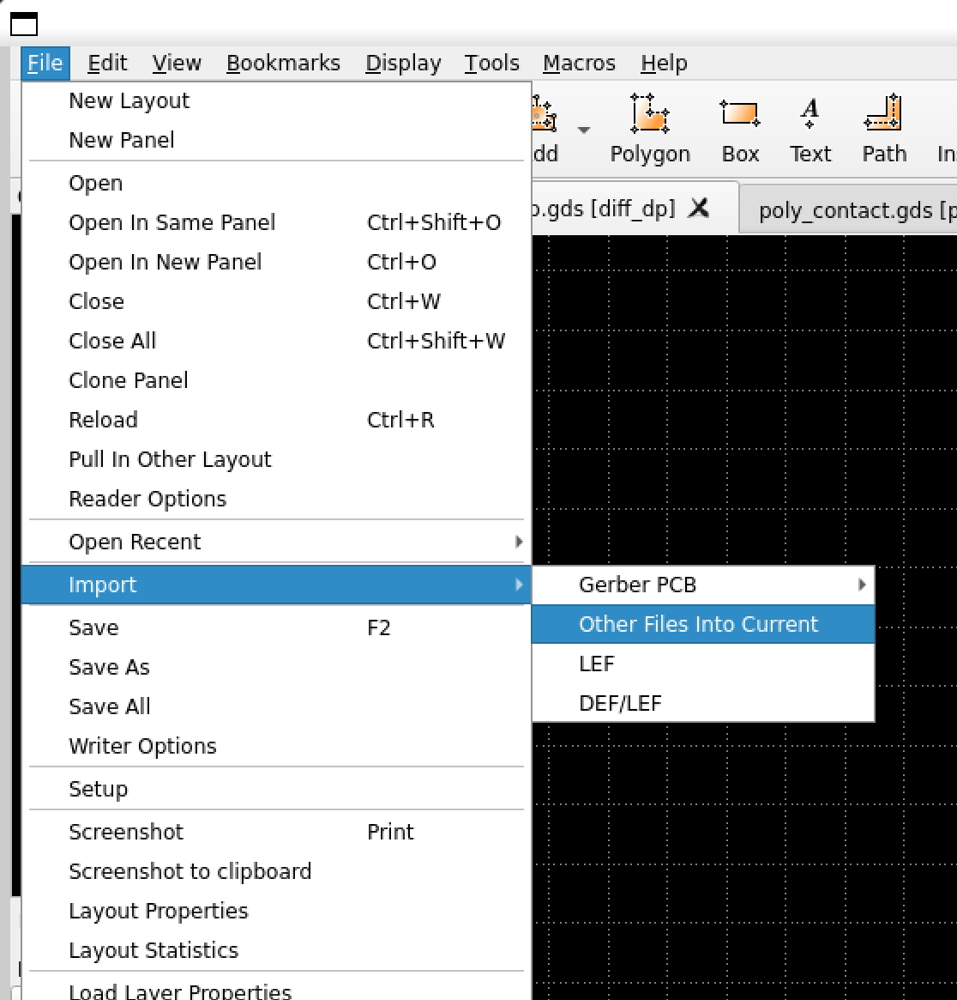 File Edit View Bookmarks Display Tools Macros Help
New Layout
New Panel
Polygon Box Text Path
Open
.gds [diff_dp] poly_contact.gds [p
Open In Same Panel Ctrl+Shift+O
Open In New Panel Ctrl+O
Close Ctrl+W
Close All Ctrl+Shift+W
Clone Panel
Reload Ctrl+R
Pull In Other Layout
Reader Options
Open Recent
Import
Gerber PCB
Other Files Into Current
LEF
DEF/LEF
Save F2
Save As
Save All
Writer Options
Setup
Screenshot Print
Screenshot to clipboard
Layout Properties
Layout Statistics
Load Layer Properties